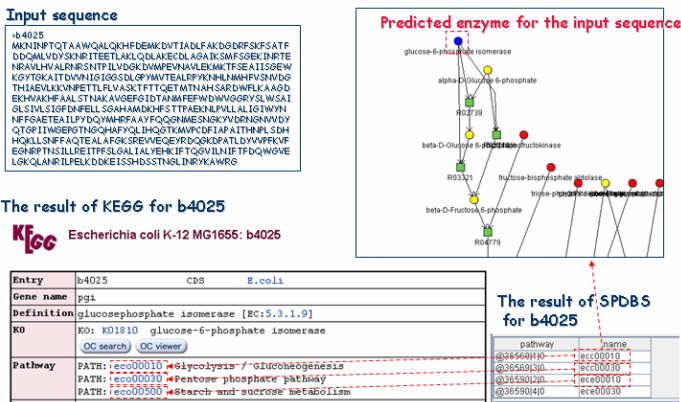 Input sequence
>b4025
MKNINPTQTAAWQALQKHFDEMKDVTIADLFAKDGDRFSKFSATF
DDQMLVDYSKNRITEETLAKLQDLAKECDLAGAIKSMFSGEKINRTE
NRAVLHVALRNRSNTPILVDGKDVMPEVNAVLEKMKTFSEAIISGEW
KGYTGKAITDVVNIGIGGSDLGPYMVTEALRPYKNHLNMHFVSNVDG
THIAEVLKKVNPETTLFLVASKTFTTQETMTNAHSARDWFLKAAGD
EKHVAKHFAALSTNAKAVGEFGIDTANMFEFWDWVGGRYSLWSAI
GLSIVLSIGFDNFELLSGAHAMDKHFSTTPAEKNLPVLLALIGIWYN
NFFGAETEAILPYDQYMHRFAAYFQQGNMESNGKYVDRNGNVVDY
QTGPIIWGEPGTNGQHAFYQLIHQGTKMVPCDFIAPAITHNPLSDH
HQKLLSNFFAQTEALAFGKSREVVEQEYRDQGKDPATLDYVVPFKVF
EGNRPTNSILLREITPFSLGALIALYEHKIFTQGVILNIFTFDQWGVE
LGKQLANRILPELKDDKEISSHDSSTNGLINRYKAWRG
Predicted enzyme for the input sequence
glucose-6-phosphate isomerase
alpha-D-Glucose 6-phosphate
R02739
beta-D-Glucose 6-phosphate
fructokinase
R03321
fructose-bisphosphate aldolase
beta-D-Fructose 6-phosphate
R04779
The result of KEGG for b4025
KEGG
Escherichia coli K-12 MG1655: b4025
Entry b4025 CDS E.coli
Gene name pgi
Definition glucosephosphate isomerase [EC:5.3.1.9]
KO KO: K01810 glucose-6-phosphate isomerase
OC search OC viewer
Pathway PATH: eco00010 Glycolysis / Gluconeogenesis
PATH: eco00030 Pentose phosphate pathway
PATH: eco00500 Starch and sucrose metabolism
The result of SPDBS
for b4025
pathway name
@36569|4|0 ecc00010
@36569|3|0 ecc00030
@36590|2|0 ece00010
@36590|4|0 ece00030